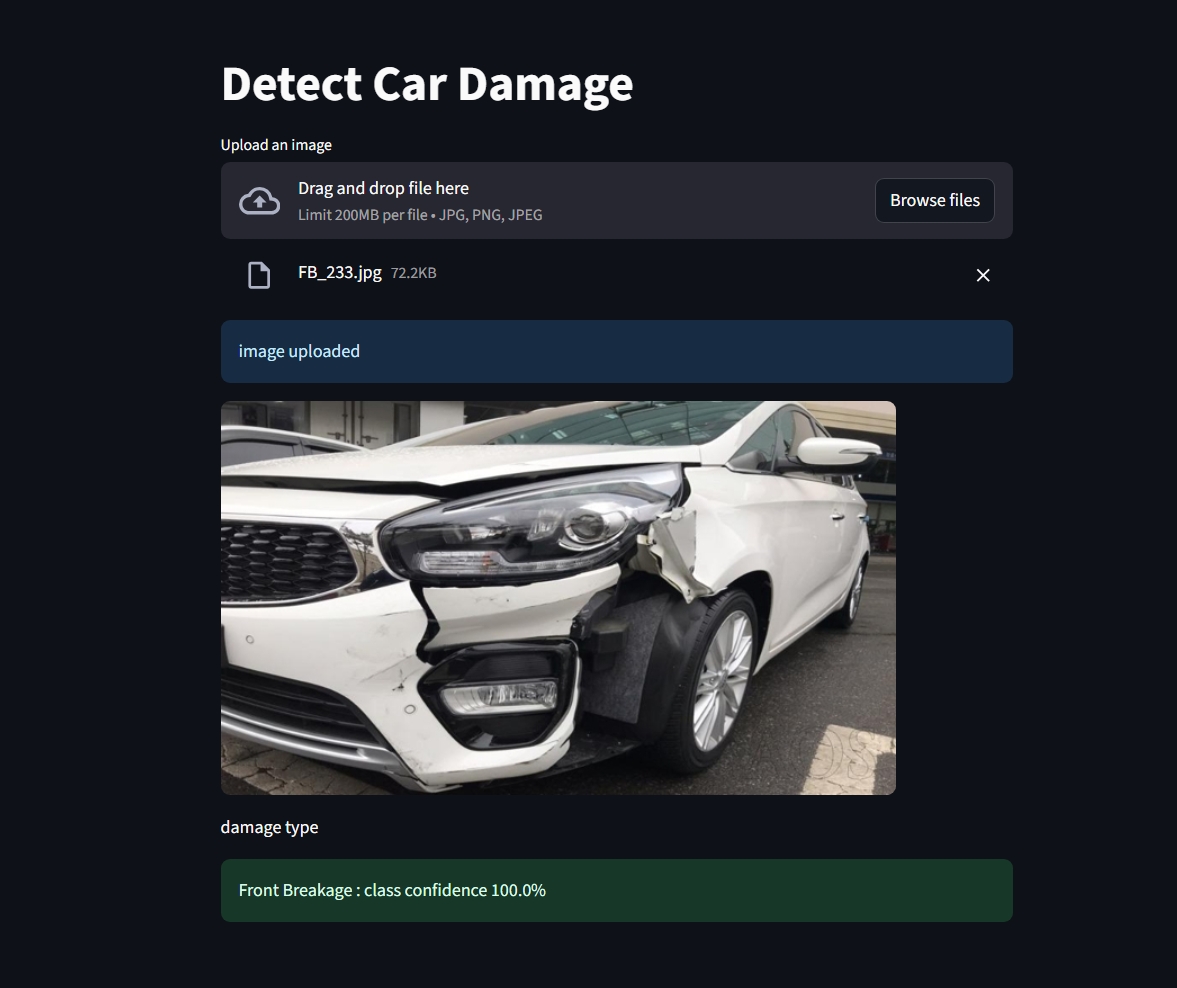 Detect Car Damage
Upload an image
Drag and drop file here
Limit 200MB per file • JPG, PNG, JPEG
Browse files
FB_233.jpg 72.2KB
image uploaded
damage type
Front Breakage : class confidence 100.0%